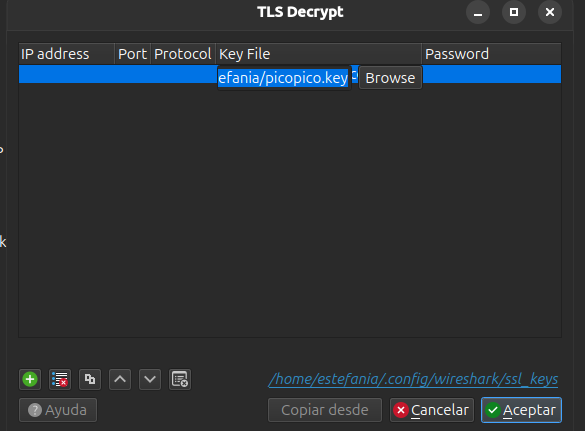 TLS Decrypt
IP address Port Protocol Key File Password
efania/picopico.key Browse
/home/estefania/.config/wireshark/ssl_keys
Ayuda Copiar desde Cancelar Aceptar